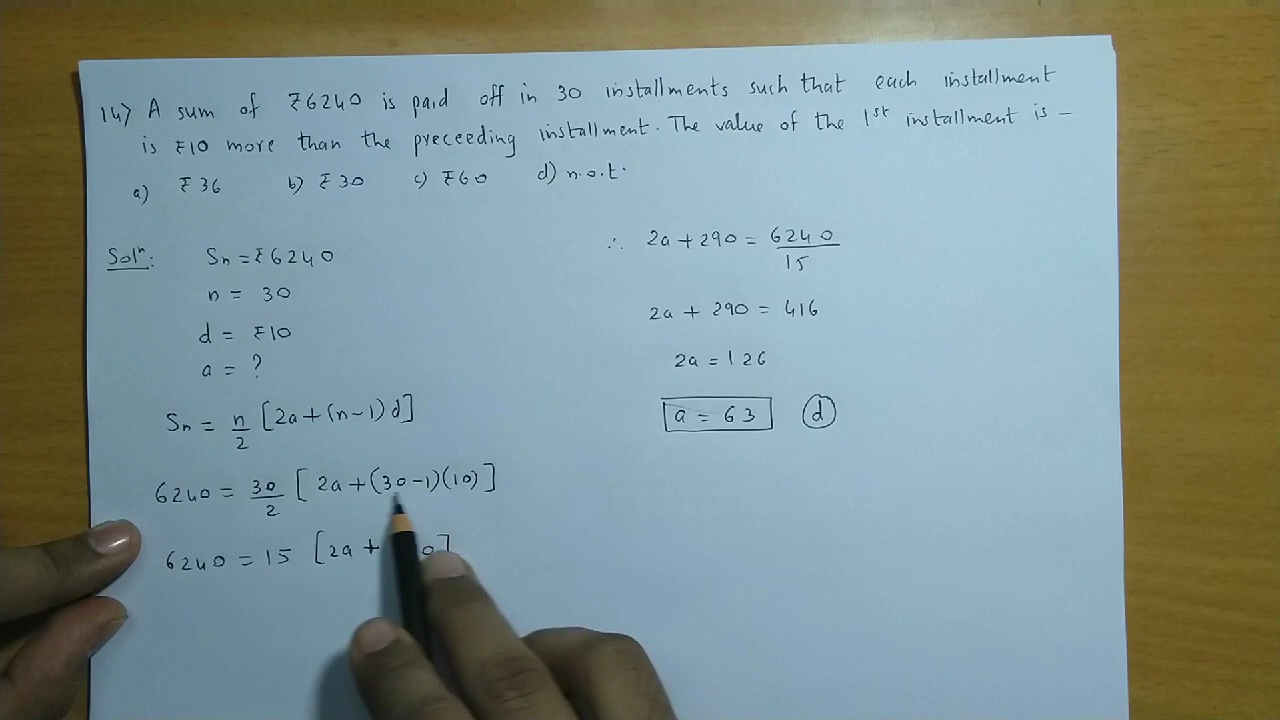 14) A sum of ₹6240 is paid off in 30 installments such that each installment
is ₹10 more than the preceeding installment. The value of the 1st installment is –
a) ₹36 b) ₹30 c) ₹60 d) n.o.t.
Solⁿ: Sn = ₹6240
n = 30
d = ₹10
a = ?
Sn = n/2 [2a+(n-1)d]
6240 = 30/2 [2a+(30-1)(10)]
6240 = 15 [2a+ 0]
∴ 2a+290 = 6240/15
2a + 290 = 416
2a = 126
a = 63 (d)